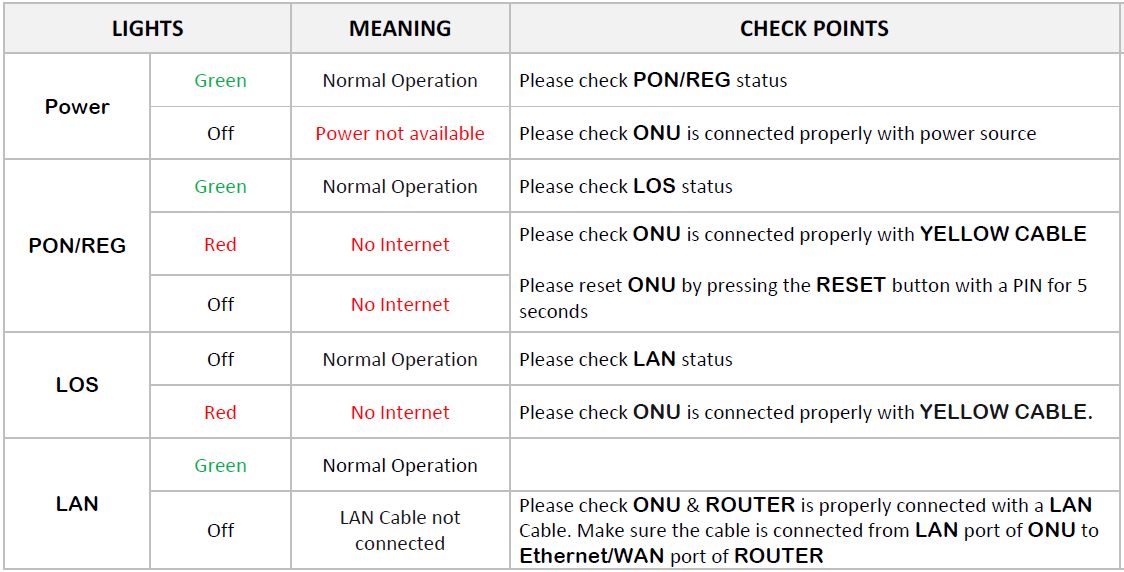 LIGHTS MEANING CHECK POINTS
Power
Green Normal Operation Please check PON/REG status
Off Power not available Please check ONU is connected properly with power source
PON/REG
Green Normal Operation Please check LOS status
Red No Internet Please check ONU is connected properly with YELLOW CABLE
Off No Internet Please reset ONU by pressing the RESET button with a PIN for 5
seconds
LOS
Off Normal Operation Please check LAN status
Red No Internet Please check ONU is connected properly with YELLOW CABLE.
LAN
Green Normal Operation
Off LAN Cable not
connected
Please check ONU & ROUTER is properly connected with a LAN
Cable. Make sure the cable is connected from LAN port of ONU to
Ethernet/WAN port of ROUTER